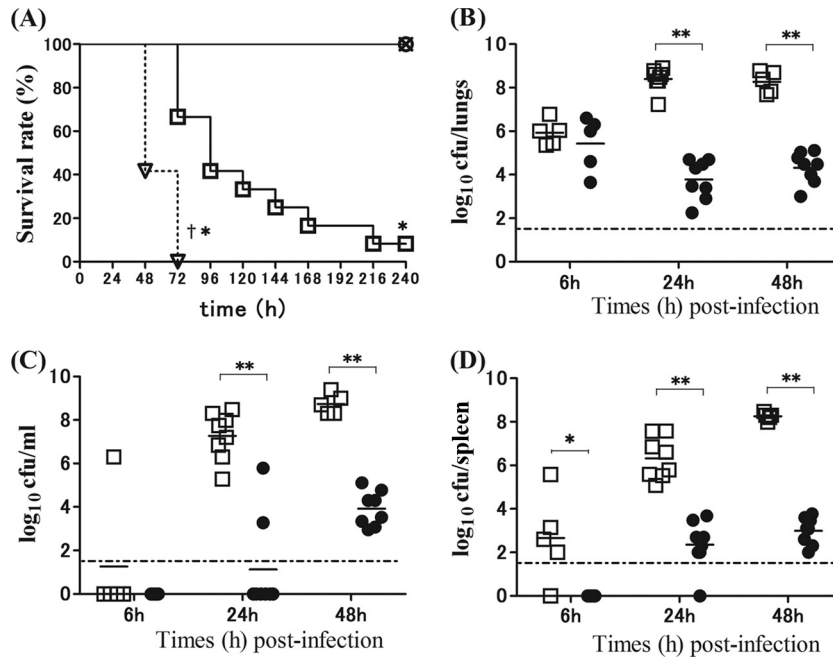 (A)
Survival rate (%)
100
80
60
40
20
0
† *
*
0 24 48 72 96 120 144 168 192 216 240
time (h)
(B)
log10 cfu/lungs
10
8
6
4
2
0
** **
6h 24h 48h
Times (h) post-infection
(C)
log10 cfu/ml
10
8
6
4
2
0
** **
6h 24h 48h
Times (h) post-infection
(D)
log10 cfu/spleen
10
8
6
4
2
0
* ** **
6h 24h 48h
Times (h) post-infection